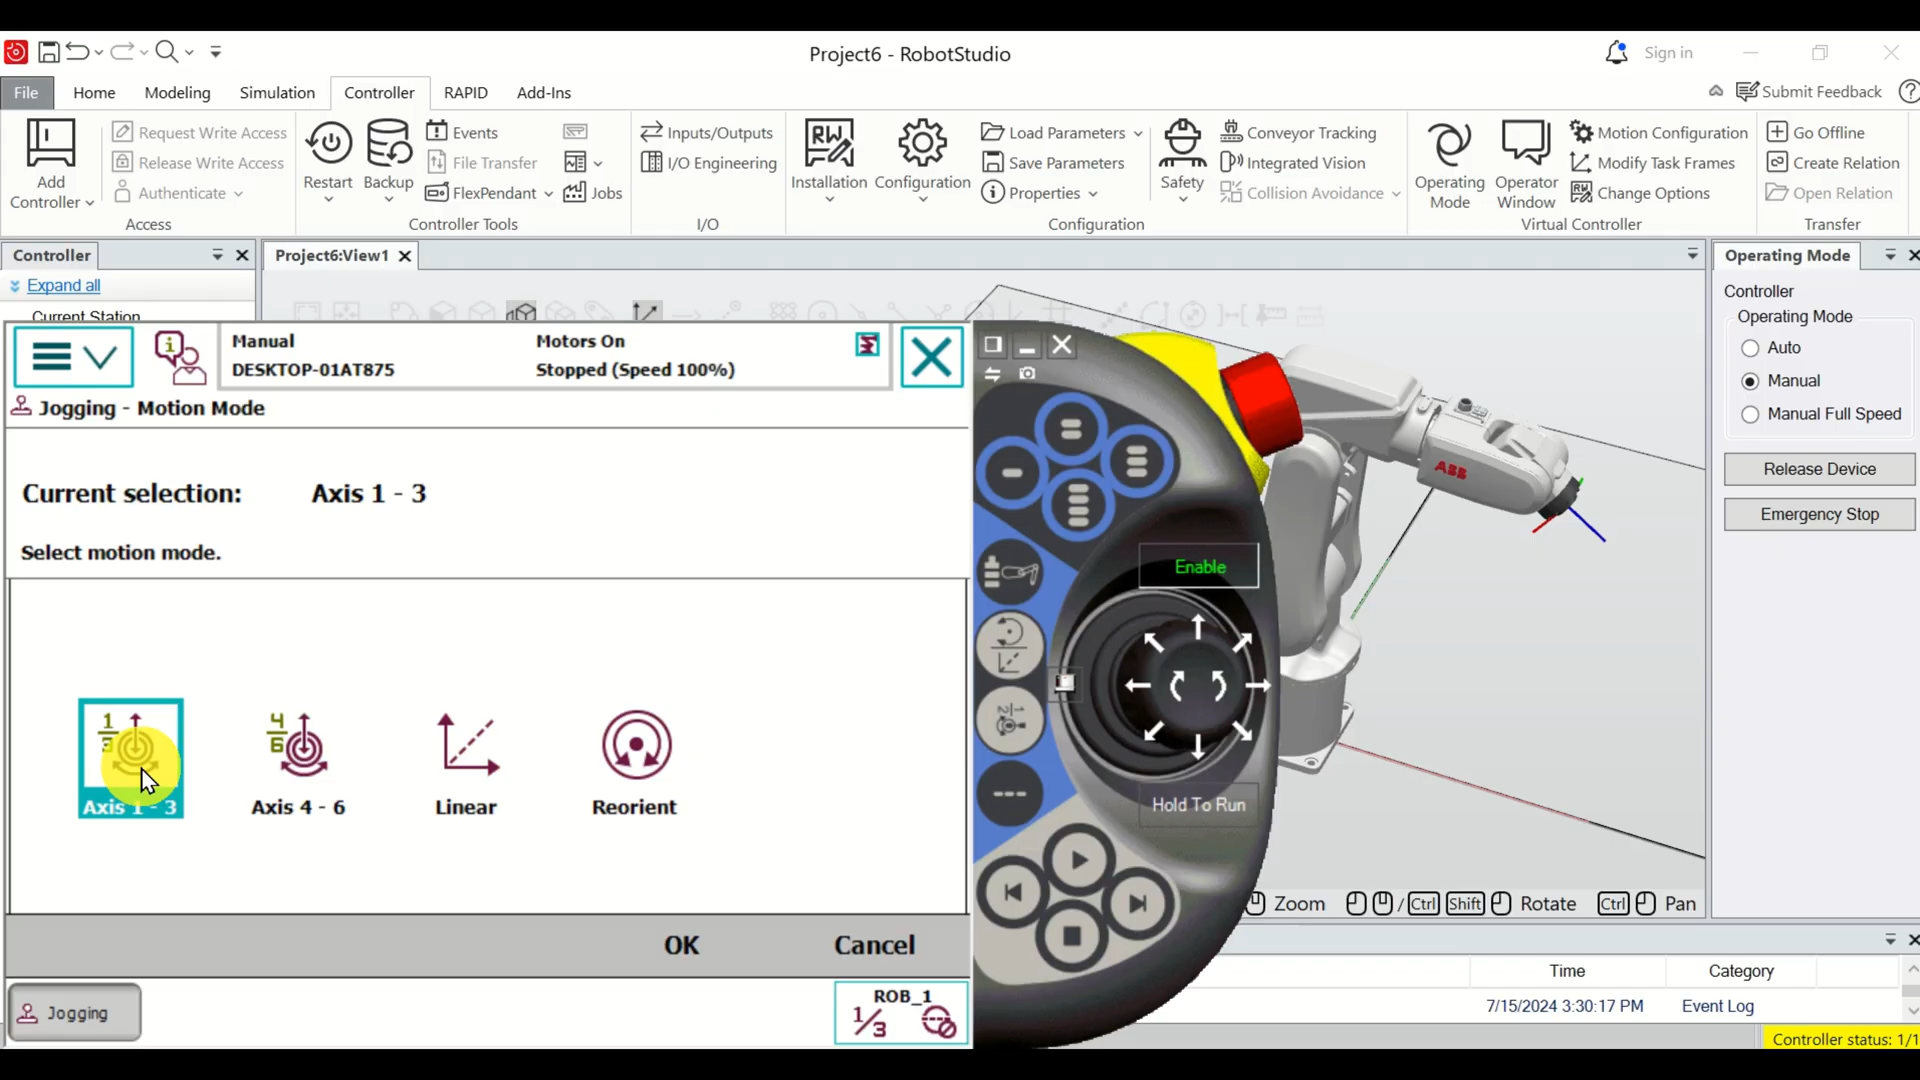 Project6 - RobotStudio
Sign in
File Home Modeling Simulation Controller RAPID Add-Ins
Submit Feedback
Add Controller
Request Write Access
Release Write Access
Authenticate
Access
Restart
Backup
Events
File Transfer
FlexPendant
Jobs
Controller Tools
Inputs/Outputs
I/O Engineering
I/O
Installation
Configuration
Load Parameters
Save Parameters
Properties
Safety
Conveyor Tracking
Integrated Vision
Collision Avoidance
Configuration
Operating Mode
Operator Window
Motion Configuration
Modify Task Frames
Change Options
Virtual Controller
Go Offline
Create Relation
Open Relation
Transfer
Controller
Project6:View1
Operating Mode
Expand all
Current Station
Controller
Operating Mode
Auto
Manual
Manual Full Speed
Release Device
Emergency Stop
Manual
DESKTOP-01AT875
Motors On
Stopped (Speed 100%)
Jogging - Motion Mode
Current selection: Axis 1 - 3
Select motion mode.
Axis 1 - 3
Axis 4 - 6
Linear
Reorient
OK
Cancel
Jogging
ROB_1
1/3
Enable
Hold To Run
ABB
Zoom
Ctrl Shift Rotate
Ctrl Pan
Time Category
7/15/2024 3:30:17 PM Event Log
Controller status: 1/1